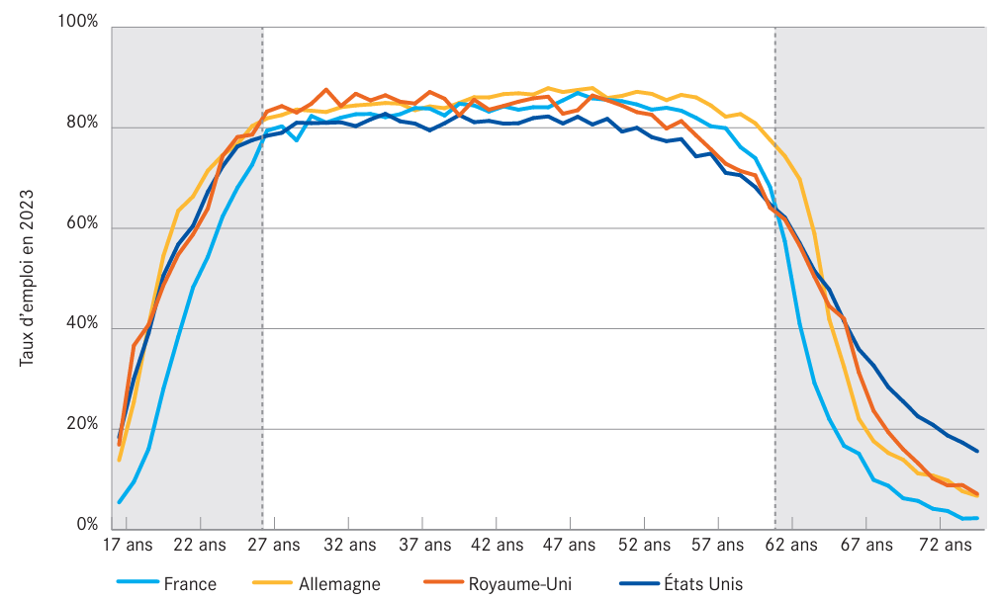 100%
80%
60%
40%
20%
0%
Taux d’emploi en 2023
17 ans 22 ans 27 ans 32 ans 37 ans 42 ans 47 ans 52 ans 57 ans 62 ans 67 ans 72 ans
France Allemagne Royaume-Uni États Unis